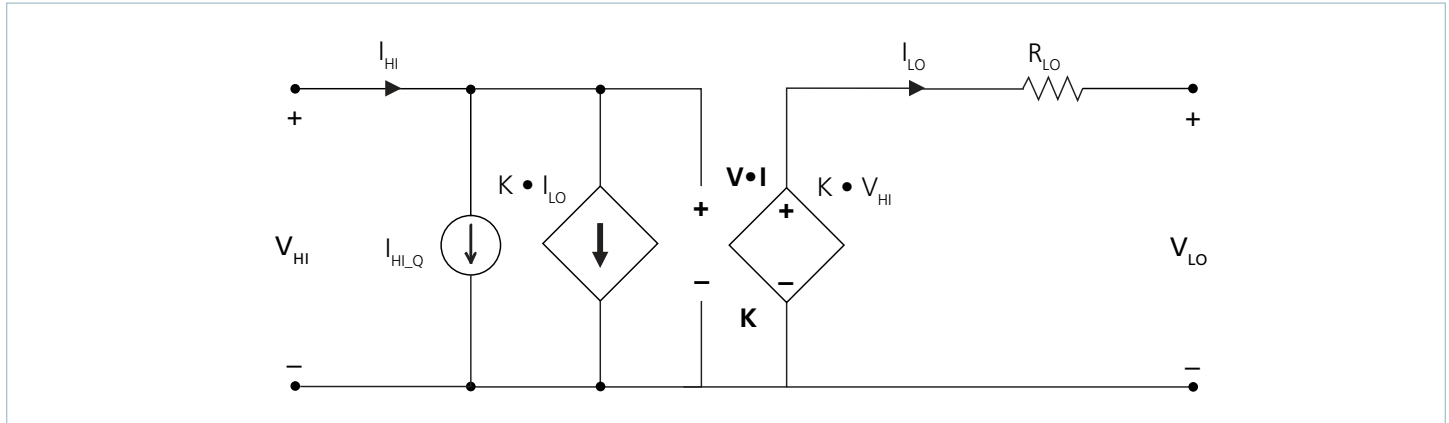 I_HI
I_LO
R_LO
+
+
K • I_LO
V•I
K • V_HI
+
+
V_HI
I_HI_Q
V_LO
–
–
K
–
–